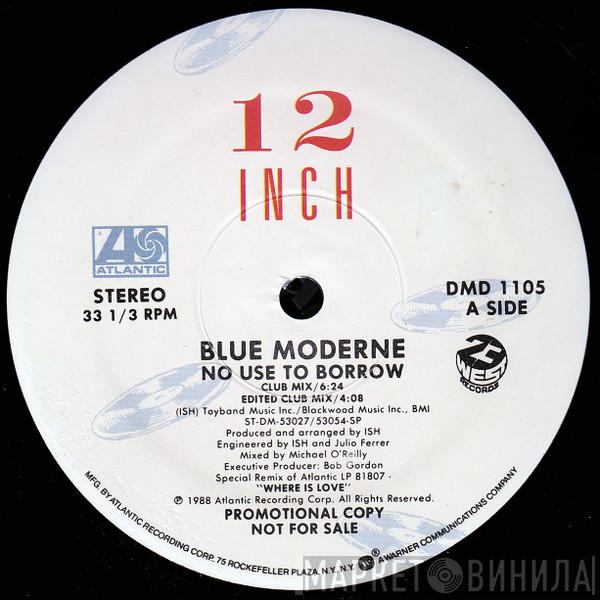 12
INCH
ATLANTIC
STEREO
33 1/3 RPM
DMD 1105
A SIDE
25
WEST
RECORDS
BLUE MODERNE
NO USE TO BORROW
CLUB MIX/6:24
EDITED CLUB MIX/4:08
(ISH) Toyband Music Inc./Blackwood Music Inc., BMI
ST-DM-53027/53054-SP
Produced and arranged by ISH
Engineered by ISH and Julio Ferrer
Mixed by Michael O'Reilly
Executive Producer: Bob Gordon
Special Remix of Atlantic LP 81807 -
"WHERE IS LOVE"
℗ 1988 Atlantic Recording Corp. All Rights Reserved.
PROMOTIONAL COPY
NOT FOR SALE
MFG. BY ATLANTIC RECORDING CORP. 75 ROCKEFELLER PLAZA, N.Y., N.Y. ® A WARNER COMMUNICATIONS COMPANY
МАРКЕТ ВИНИЛА